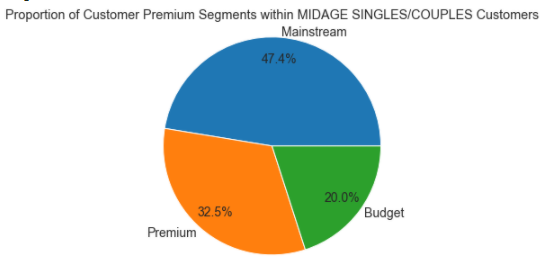 Proportion of Customer Premium Segments within MIDAGE SINGLES/COUPLES Customers
Mainstream
47.4%
32.5%
Premium
20.0%
Budget